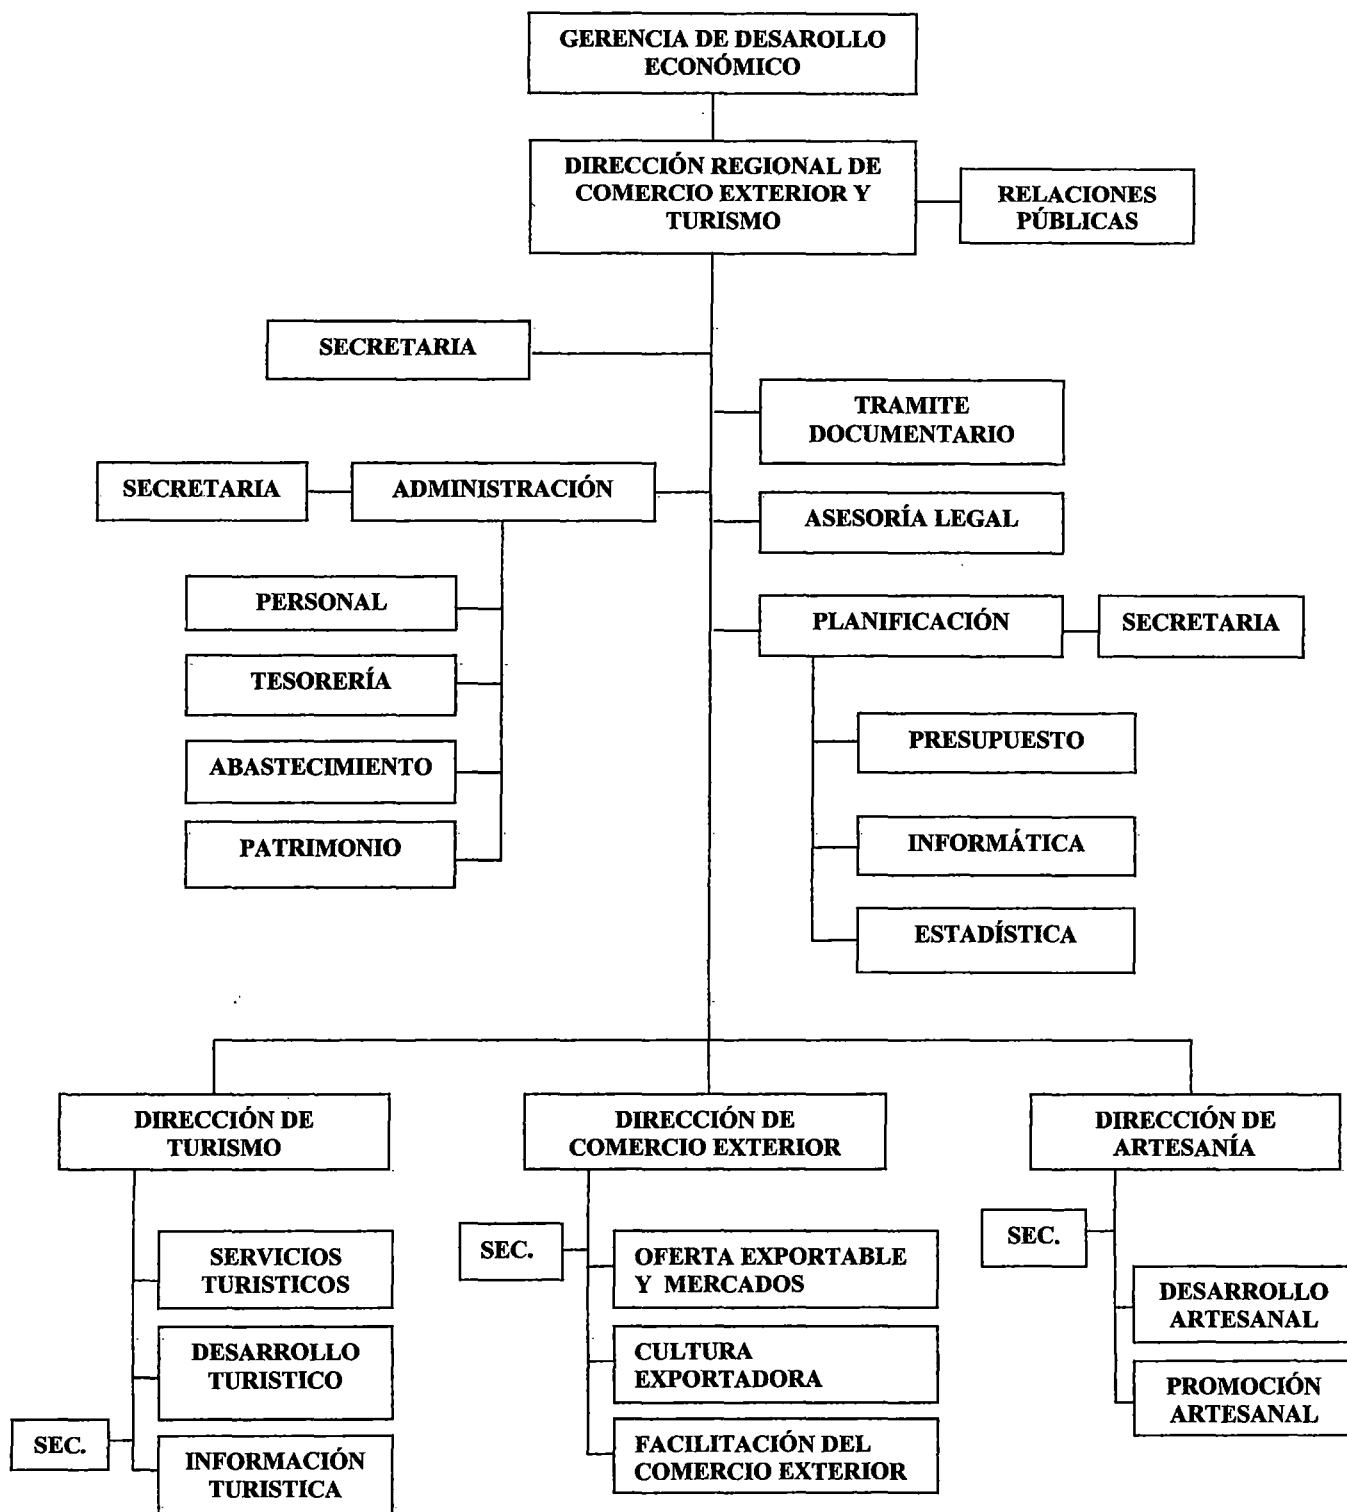 GERENCIA DE DESAROLLO
ECONÓMICO
DIRECCIÓN REGIONAL DE
COMERCIO EXTERIOR Y
TURISMO
RELACIONES
PÚBLICAS
SECRETARIA
TRAMITE
DOCUMENTARIO
SECRETARIA
ADMINISTRACIÓN
ASESORÍA LEGAL
PERSONAL
PLANIFICACIÓN
SECRETARIA
TESORERÍA
PRESUPUESTO
ABASTECIMIENTO
INFORMÁTICA
PATRIMONIO
ESTADÍSTICA
DIRECCIÓN DE
TURISMO
DIRECCIÓN DE
COMERCIO EXTERIOR
DIRECCIÓN DE
ARTESANÍA
SERVICIOS
TURISTICOS
DESARROLLO
TURISTICO
SEC.
INFORMACIÓN
TURISTICA
SEC.
OFERTA EXPORTABLE
Y MERCADOS
CULTURA
EXPORTADORA
FACILITACIÓN DEL
COMERCIO EXTERIOR
SEC.
DESARROLLO
ARTESANAL
PROMOCIÓN
ARTESANAL